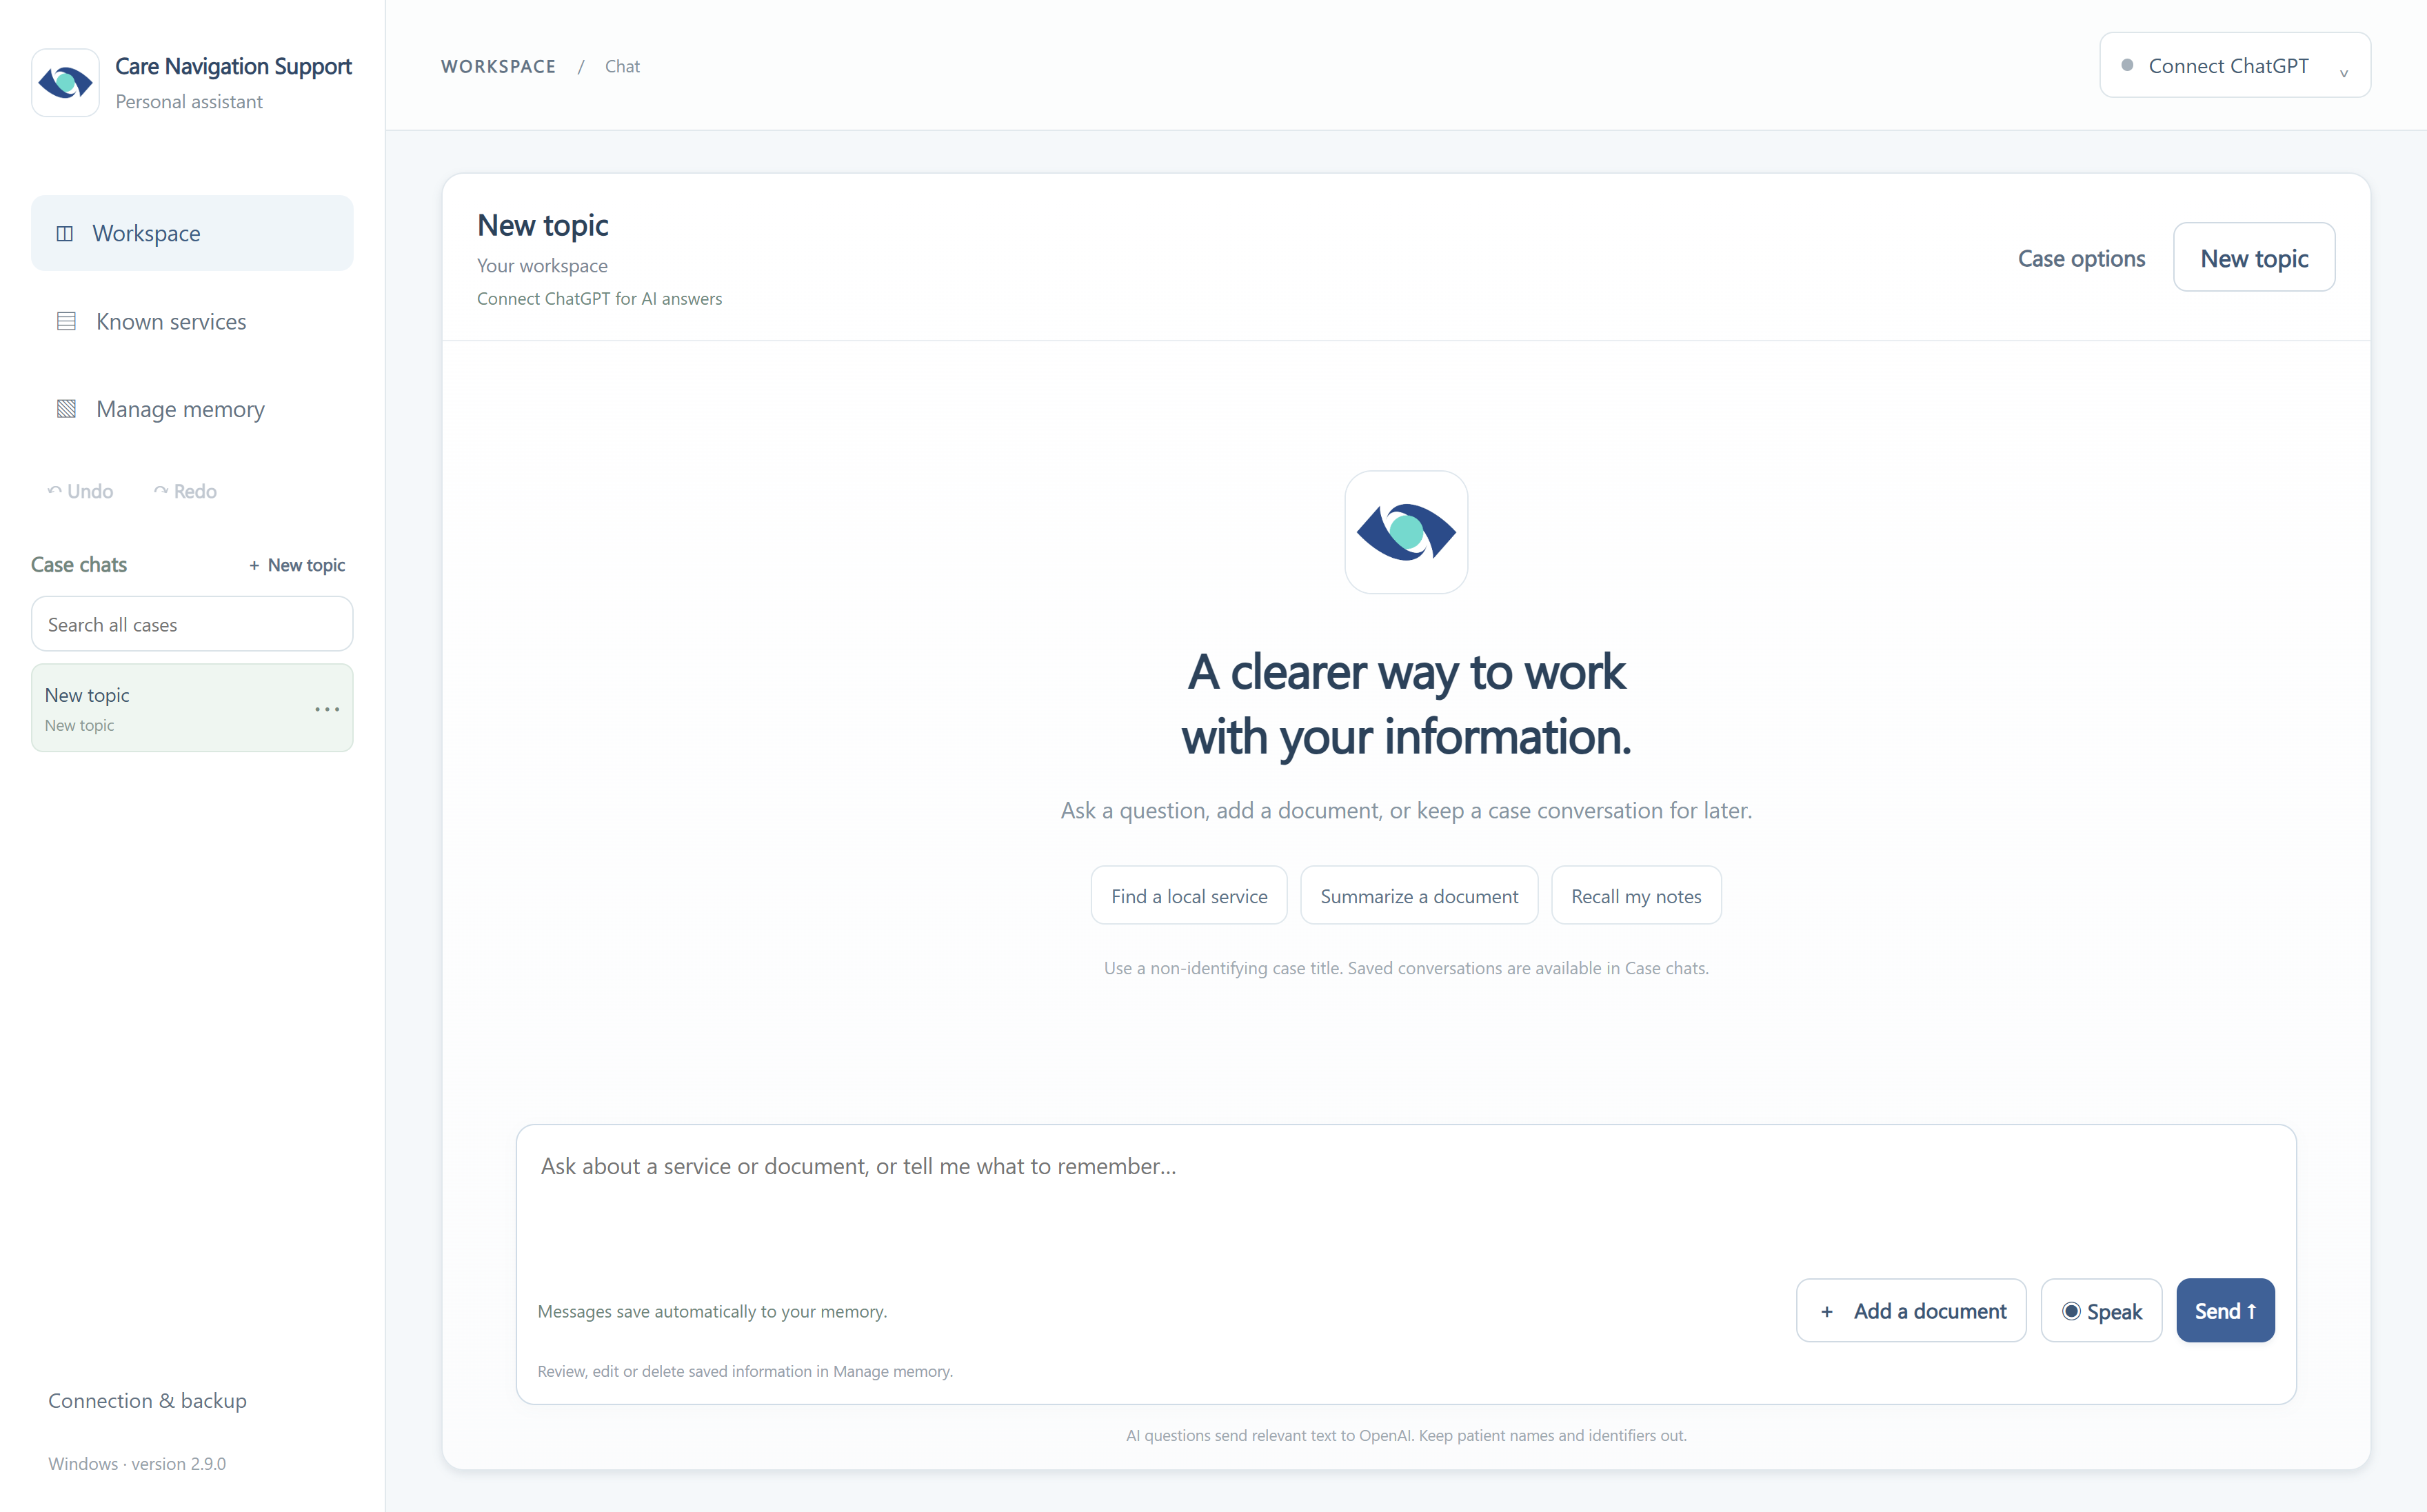 Care Navigation Support
Personal assistant
Workspace
Known services
Manage memory
Undo
Redo
Case chats
+ New topic
Search all cases
New topic
New topic
Connection & backup
Windows · version 2.9.0
WORKSPACE / Chat
Connect ChatGPT
New topic
Your workspace
Connect ChatGPT for AI answers
Case options
New topic
A clearer way to work
with your information.
Ask a question, add a document, or keep a case conversation for later.
Find a local service
Summarize a document
Recall my notes
Use a non-identifying case title. Saved conversations are available in Case chats.
Ask about a service or document, or tell me what to remember...
Messages save automatically to your memory.
+ Add a document
Speak
Send ↑
Review, edit or delete saved information in Manage memory.
AI questions send relevant text to OpenAI. Keep patient names and identifiers out.